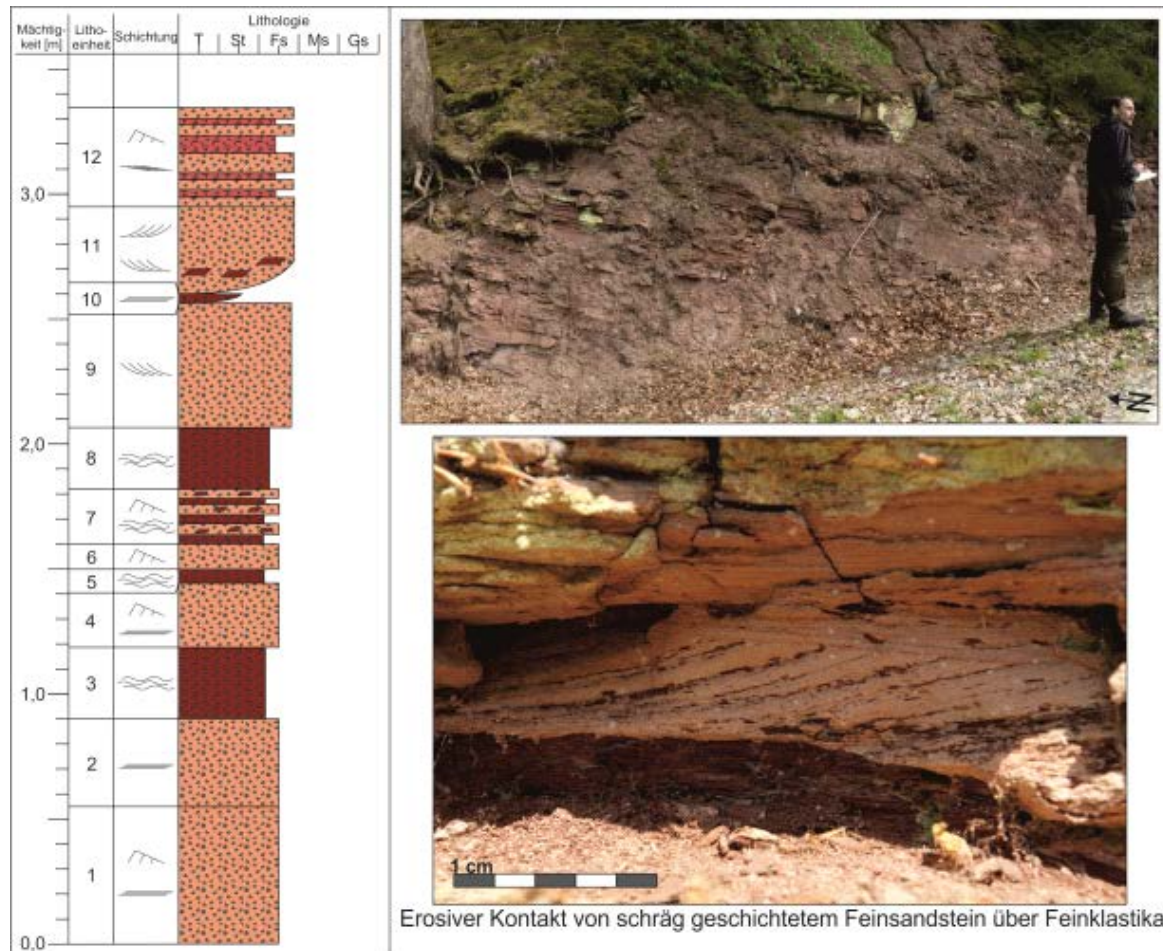 Mächtig-
keit [m]
Litho-
einheit
Schichtung
Lithologie
T St Fs Ms Gs
12
3,0
11
10
9
2,0
8
7
6
5
4
3
1,0
2
1
0,0
N
1 cm
Erosiver Kontakt von schräg geschichtetem Feinsandstein über Feinklastika